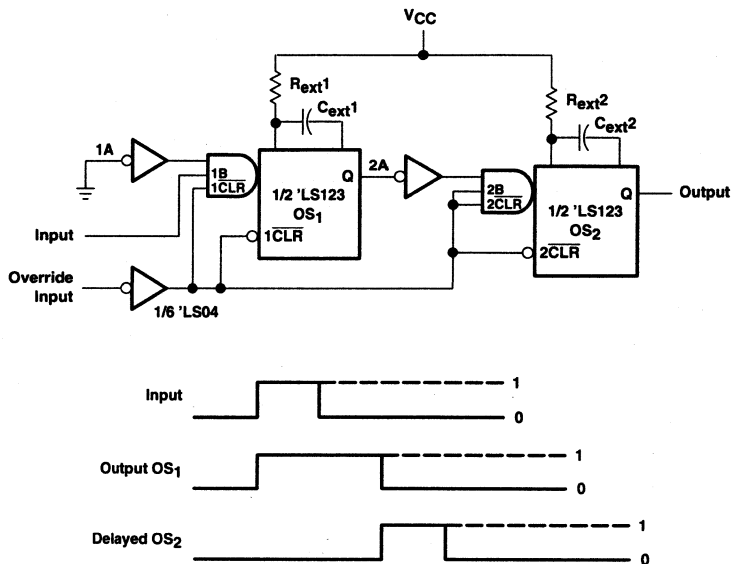 VCC
Rext1
Cext1
Rext2
Cext2
1A
1B
1CLR
Q
1/2 'LS123
OS1
1CLR
2A
2B
2CLR
Q
1/2 'LS123
OS2
2CLR
Output
Input
Override
Input
1/6 'LS04
Input
1
0
Output OS1
1
0
Delayed OS2
1
0